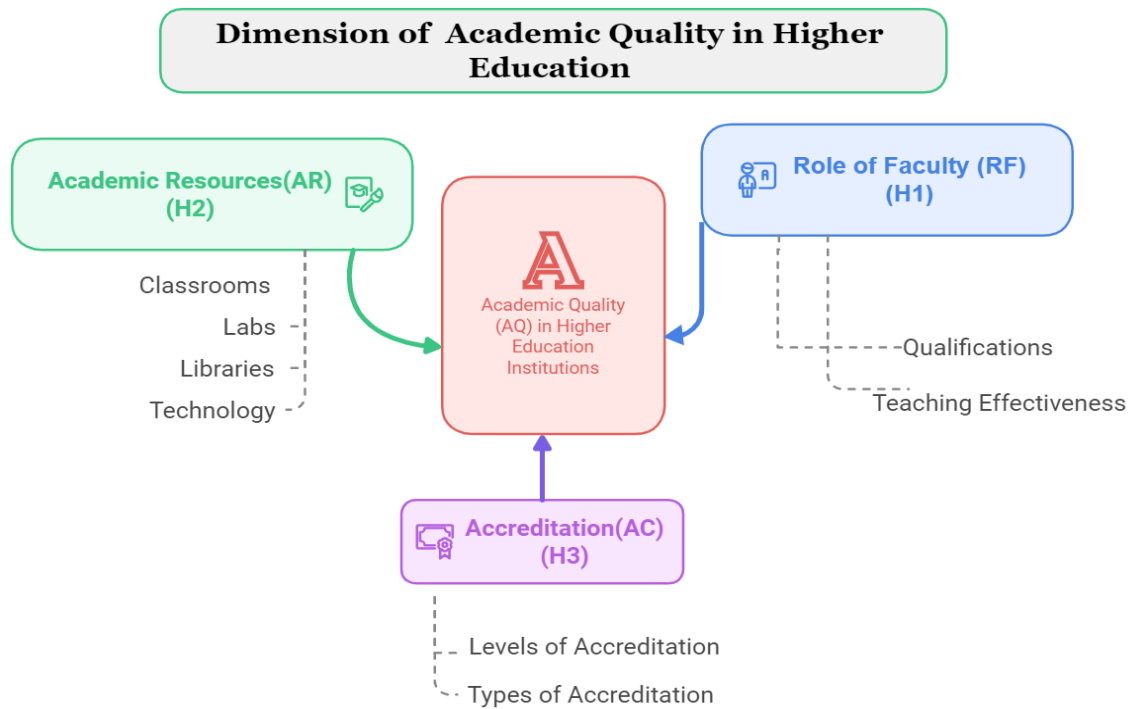 Dimension of Academic Quality in Higher
Education
Academic Resources(AR)
(H2)
Classrooms
Labs
Libraries
Technology
Role of Faculty (RF)
(H1)
Qualifications
Teaching Effectiveness
Academic Quality
(AQ) in Higher
Education
Institutions
Accreditation(AC)
(H3)
Levels of Accreditation
Types of Accreditation